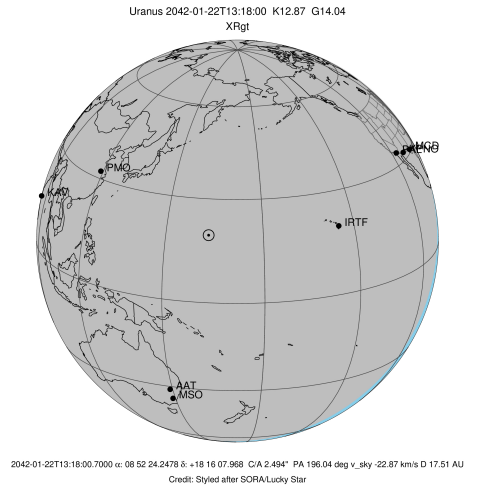 Uranus 2042-01-22T13:18:00 K12.87 G14.04
XRgt
PMO
KAV
IRTF
AAT
MSO
2042-01-22T13:18:00.7000 α: 08 52 24.2478 δ: +18 16 07.968 C/A 2.494" PA 196.04 deg v_sky -22.87 km/s D 17.51 AU
Credit: Styled after SORA/Lucky Star